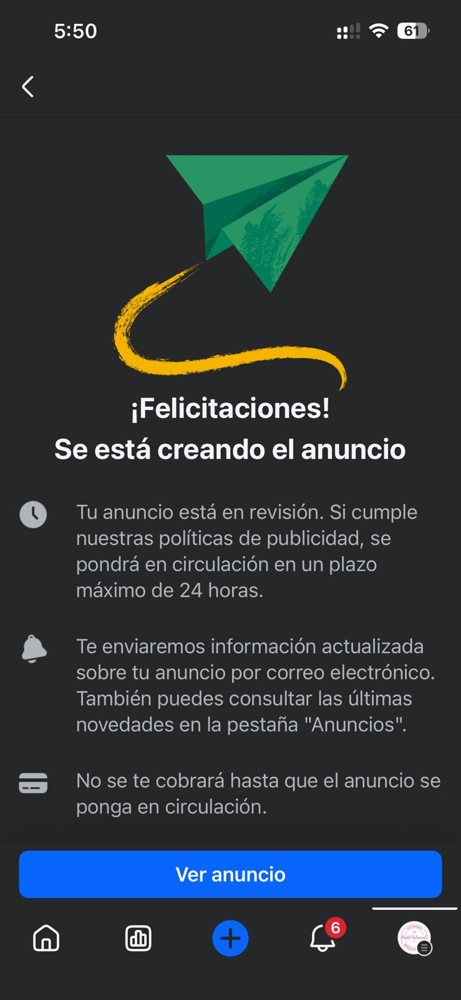 5:50
61
¡Felicitaciones!
Se está creando el anuncio
Tu anuncio está en revisión. Si cumple
nuestras políticas de publicidad, se
pondrá en circulación en un plazo
máximo de 24 horas.
Te enviaremos información actualizada
sobre tu anuncio por correo electrónico.
También puedes consultar las últimas
novedades en la pestaña "Anuncios".
No se te cobrará hasta que el anuncio se
ponga en circulación.
Ver anuncio
6